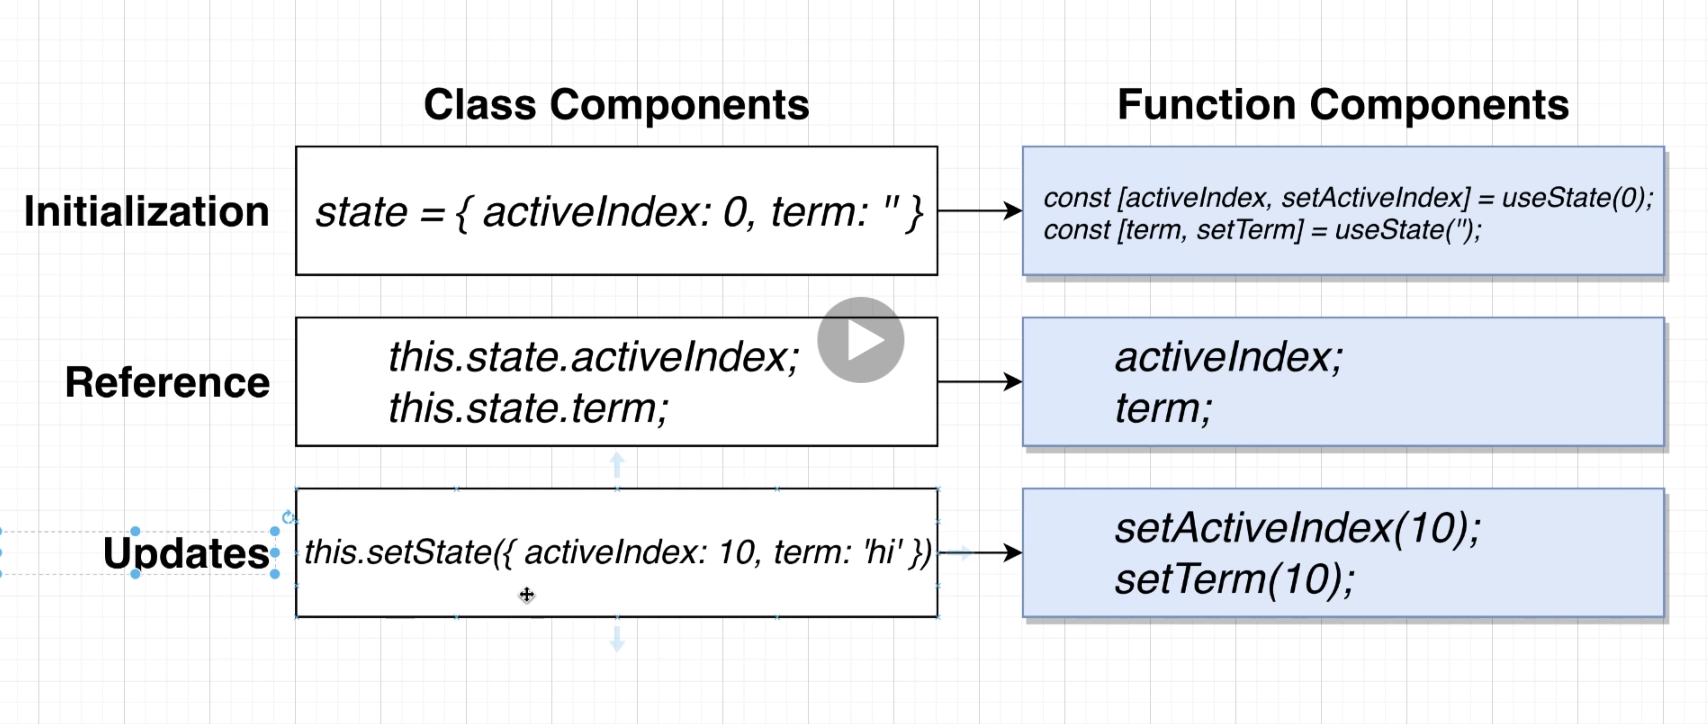 Class Components
Function Components
Initialization
state = { activeIndex: 0, term: '' }
const [activeIndex, setActiveIndex] = useState(0);
const [term, setTerm] = useState('');
Reference
this.state.activeIndex;
this.state.term;
activeIndex;
term;
Updates
this.setState({ activeIndex: 10, term: 'hi' })
setActiveIndex(10);
setTerm(10);